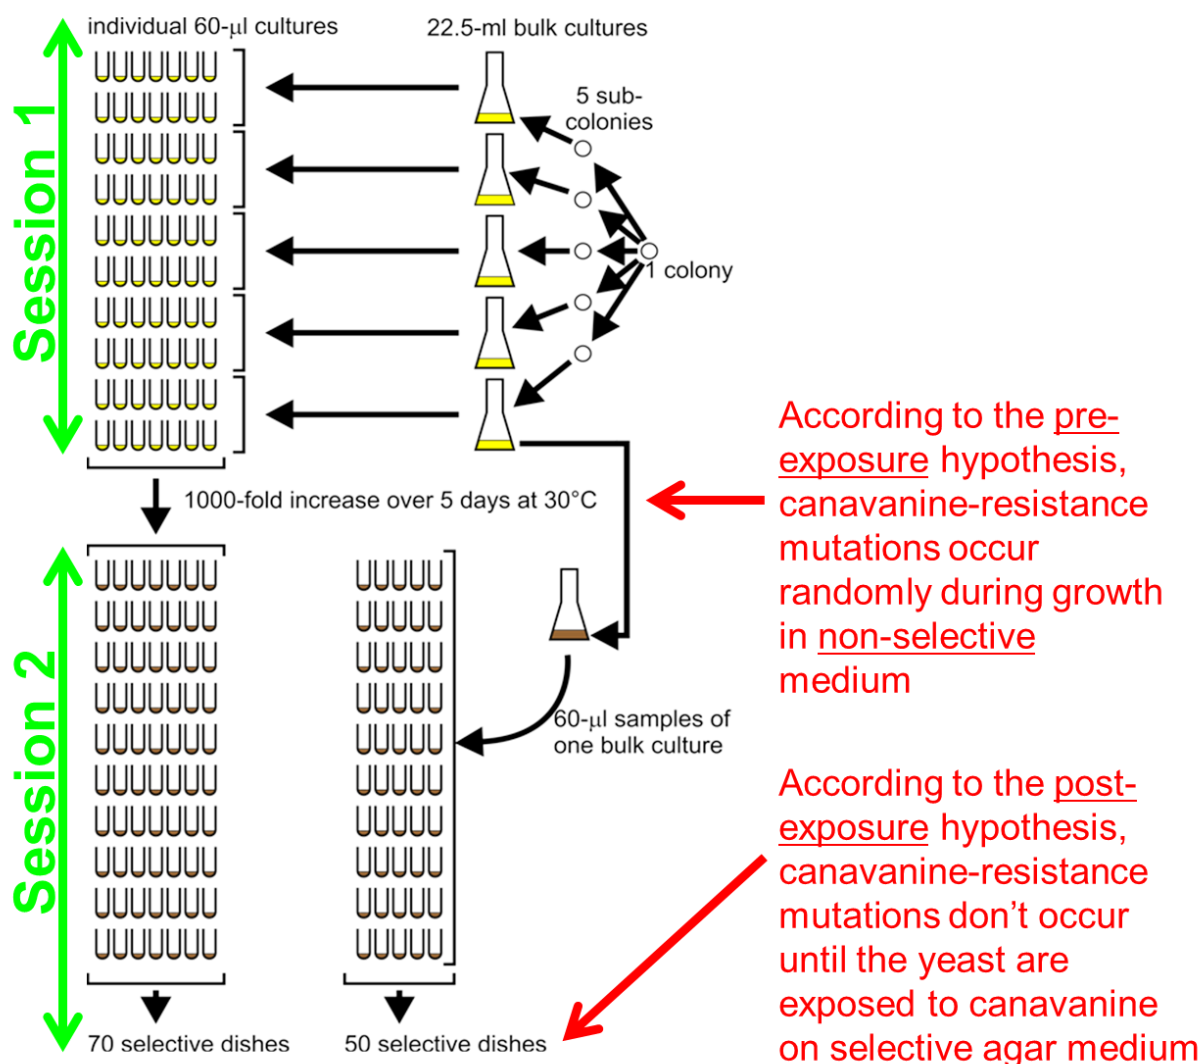 individual 60-µl cultures
22.5-ml bulk cultures
5 sub-
colonies
1 colony
Session 1
1000-fold increase over 5 days at 30°C
Session 2
60-µl samples of
one bulk culture
70 selective dishes
50 selective dishes
According to the pre-
exposure hypothesis,
canavanine-resistance
mutations occur
randomly during growth
in non-selective
medium
According to the post-
exposure hypothesis,
canavanine-resistance
mutations don’t occur
until the yeast are
exposed to canavanine
on selective agar medium